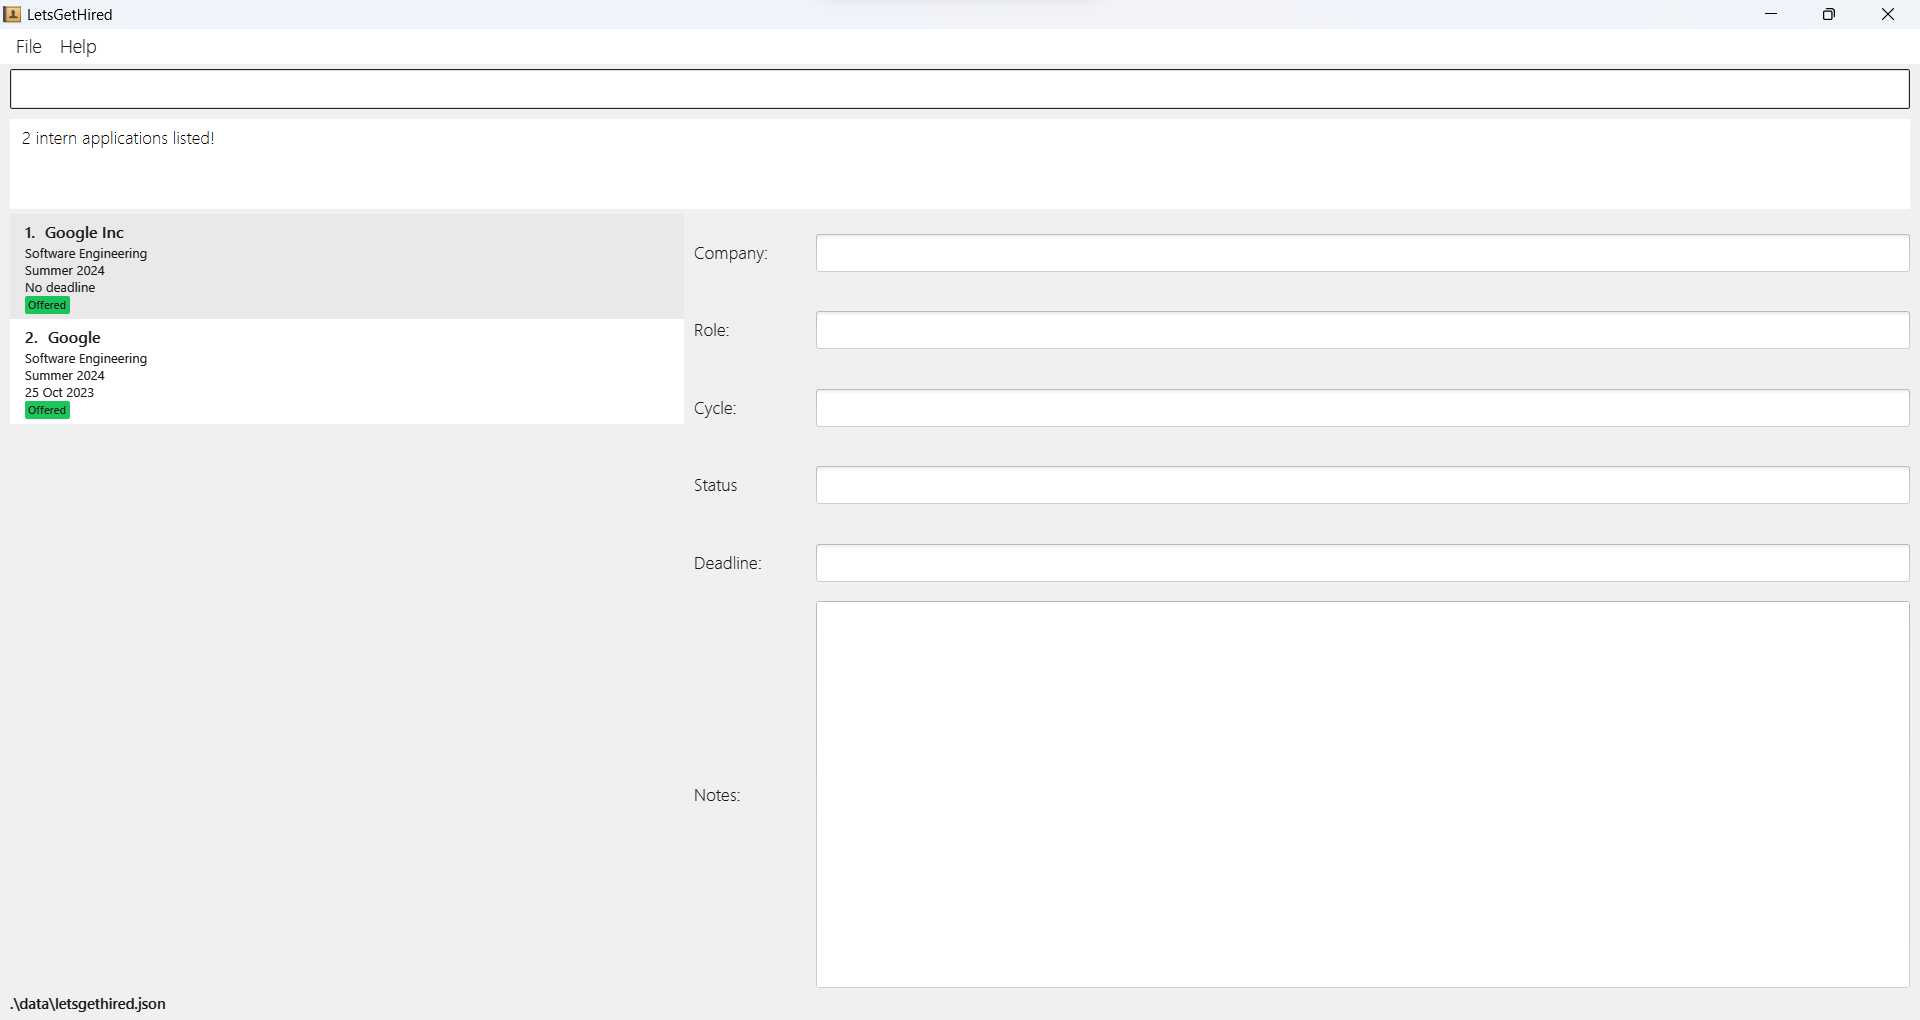 LetsGetHired
File Help
2 intern applications listed!
1. Google Inc
Software Engineering
Summer 2024
No deadline
Offered
2. Google
Software Engineering
Summer 2024
25 Oct 2023
Offered
Company:
Role:
Cycle:
Status
Deadline:
Notes:
.\data\letsgethired.json